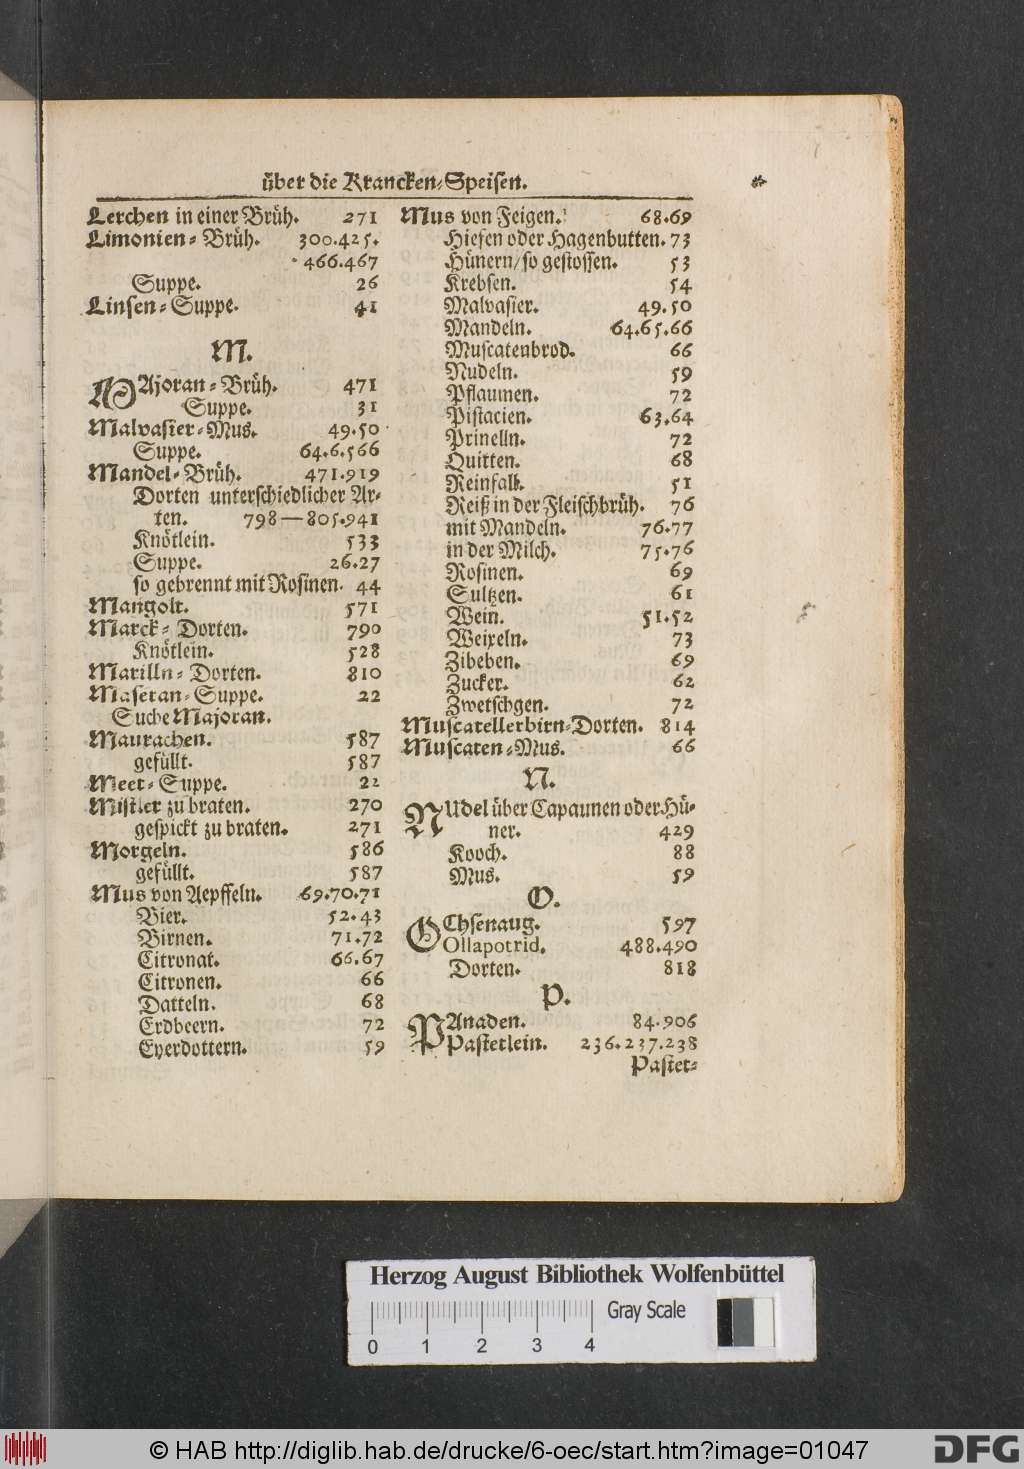 über die Krancken-Speisen.
Lerchen in einer Brüh. 271
Limonien-Brüh. 300.425.
466.467
Suppe. 26
Linsen-Suppe. 41
M.
MAjoran-Brüh. 471
Suppe. 31
Malvasier-Mus. 49.50
Suppe. 64.6.566
Mandel-Brüh. 471.919
Dorten unterschiedlicher Ar-
ten. 798—805.941
Knötlein. 533
Suppe. 26.27
so gebrennt mit Rosinen. 44
Mangolt. 571
Marck-Dorten. 790
Knötlein. 528
Marilln-Dorten. 810
Maseran-Suppe. 22
Suche Majoran.
Maurachen. 587
gefüllt. 587
Meet-Suppe. 22
Mistler zu braten. 270
gespickt zu braten. 271
Morgeln. 586
gefüllt. 587
Mus von Aepffeln. 69.70.71
Bier. 52.43
Birnen. 71.72
Citronat. 66.67
Citronen. 66
Datteln. 68
Erdbeern. 72
Eyerdottern. 59
Mus von Feigen. 68.69
Hiefen oder Hagenbutten. 73
Hünern/so gestossen. 53
Krebsen. 54
Malvasier. 49.50
Mandeln. 64.65.66
Muscatenbrod. 66
Nudeln. 59
Pflaumen. 72
Pistacien. 63.64
Prinelln. 72
Quitten. 68
Reinfall. 51
Reiß in der Fleischbrüh. 76
mit Mandeln. 76.77
in der Milch. 75.76
Rosinen. 69
Sultzen. 61
Wein. 51.52
Weixeln. 73
Zibeben. 69
Zucker. 62
Zwetschgen. 72
Muscatellerbirn-Dorten. 814
Muscaten-Mus. 66
N.
NUdel über Capaunen oder Hü-
ner. 429
Kooch. 88
Mus. 59
O.
OChsenaug. 597
Ollapotrid. 488.490
Dorten. 818
P.
PAnaden. 84.906
Pastetlein. 236.237.238
Pastet-
Herzog August Bibliothek Wolfenbüttel
Gray Scale
0 1 2 3 4
© HAB http://diglib.hab.de/drucke/6-oec/start.htm?image=01047
DFG